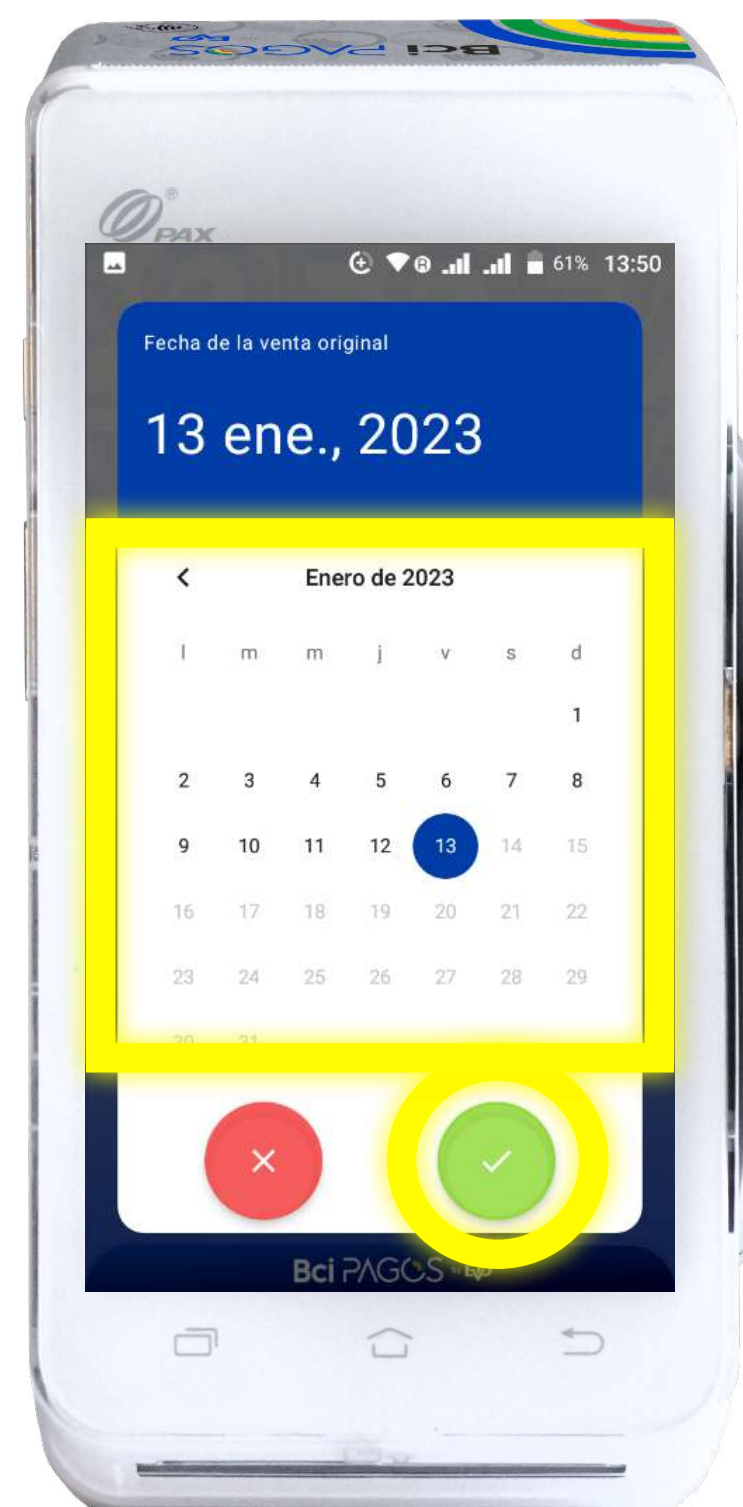 Bci PAGOS
PAX
61% 13:50
Fecha de la venta original
13 ene., 2023
Enero de 2023
l m m j v s d
1
2 3 4 5 6 7 8
9 10 11 12 13 14 15
16 17 18 19 20 21 22
23 24 25 26 27 28 29
30 31
Bci PAGOS